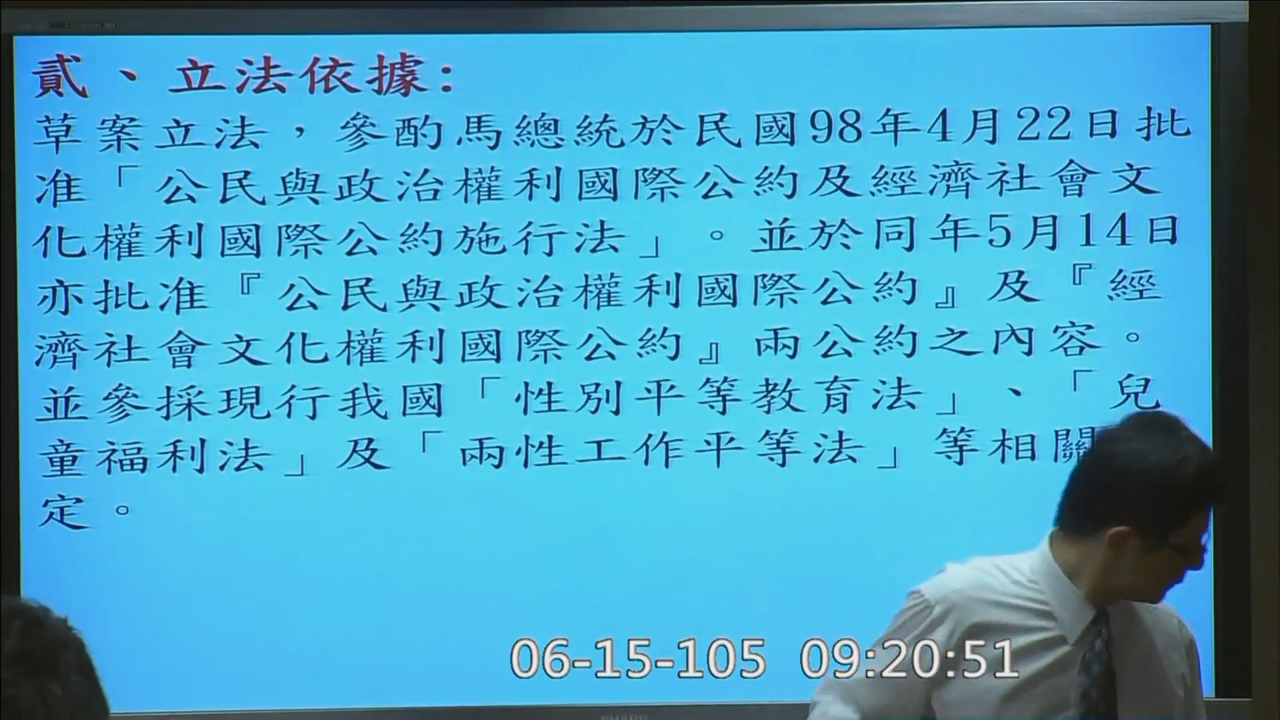 貳、立法依據:
草案立法，參酌馬總統於民國98年4月22日批
准「公民與政治權利國際公約及經濟社會文
化權利國際公約施行法」。並於同年5月14日
亦批准『公民與政治權利國際公約』及『經
濟社會文化權利國際公約』兩公約之內容。
並參採現行我國「性別平等教育法」、「兒
童福利法」及「兩性工作平等法」等相關
定。
06-15-105 09:20:51